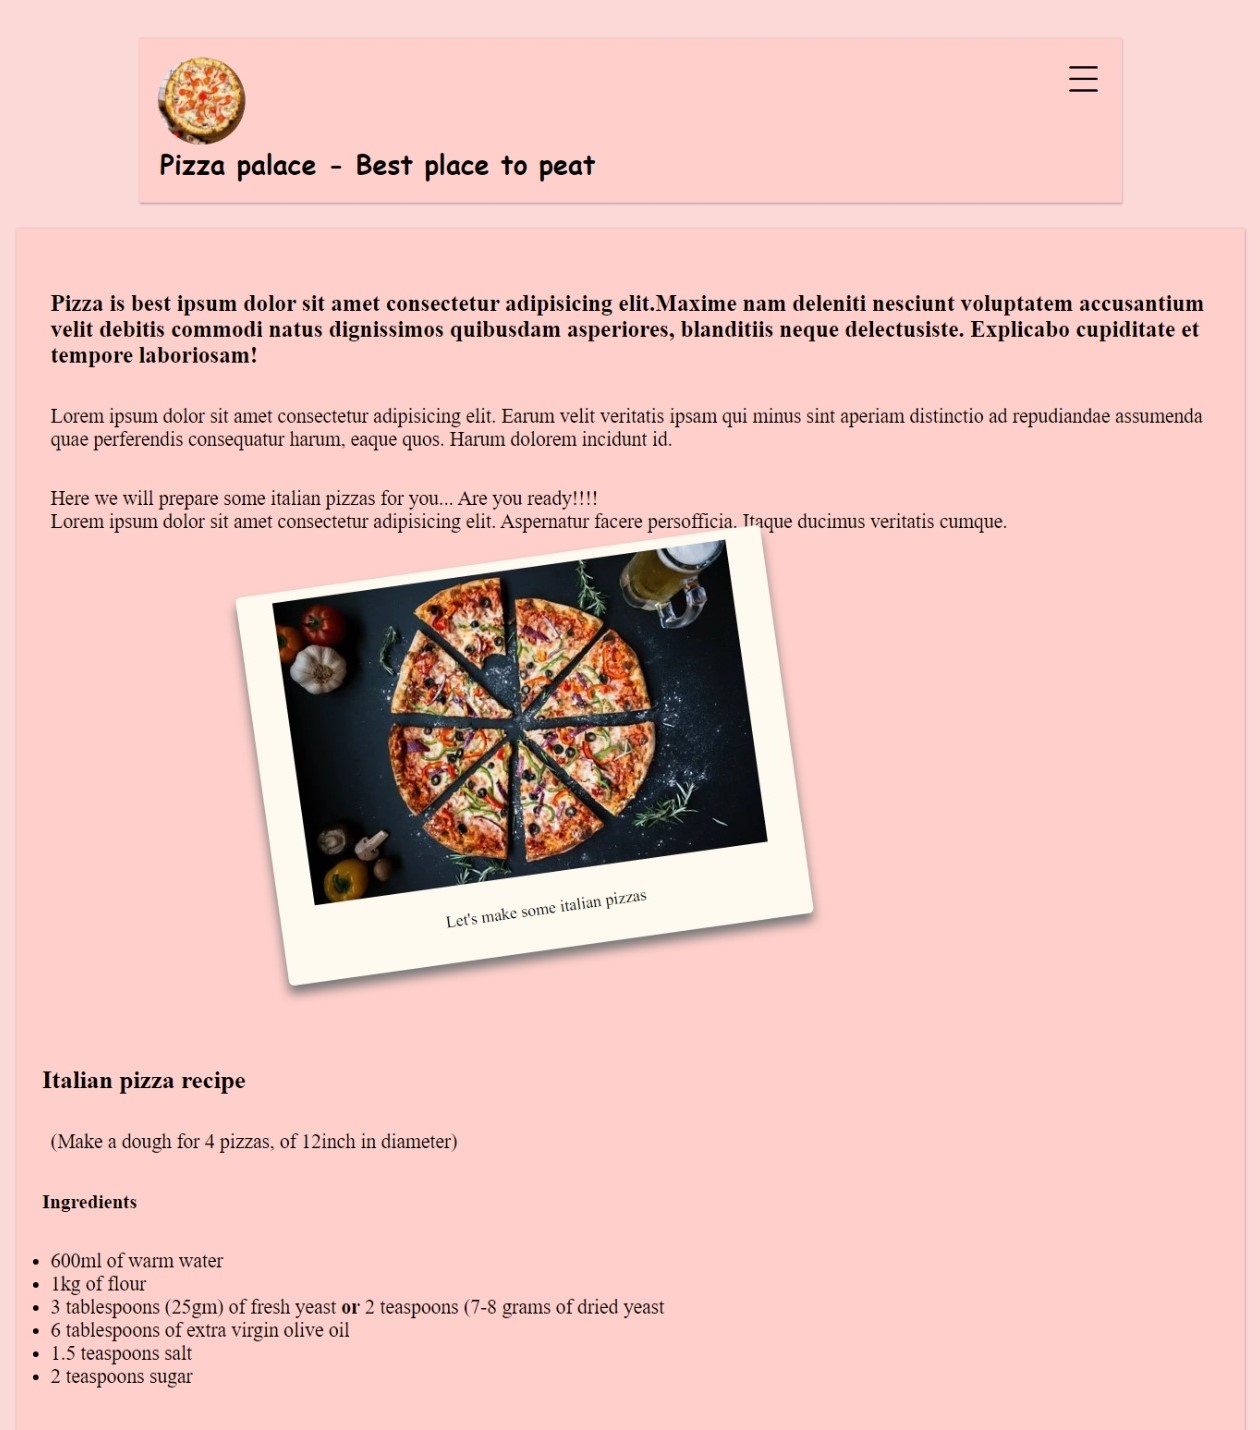 Pizza palace - Best place to peat
Pizza is best ipsum dolor sit amet consectetur adipisicing elit.Maxime nam deleniti nesciunt voluptatem accusantium
velit debitis commodi natus dignissimos quibusdam asperiores, blanditiis neque delectusiste. Explicabo cupiditate et
tempore laboriosam!
Lorem ipsum dolor sit amet consectetur adipisicing elit. Earum velit veritatis ipsam qui minus sint aperiam distinctio ad repudiandae assumenda
quae perferendis consequatur harum, eaque quos. Harum dolorem incidunt id.
Here we will prepare some italian pizzas for you... Are you ready!!!!
Lorem ipsum dolor sit amet consectetur adipisicing elit. Aspernatur facere persofficia. Itaque ducimus veritatis cumque.
Let's make some italian pizzas
Italian pizza recipe
(Make a dough for 4 pizzas, of 12inch in diameter)
Ingredients
• 600ml of warm water
• 1kg of flour
• 3 tablespoons (25gm) of fresh yeast or 2 teaspoons (7-8 grams of dried yeast
• 6 tablespoons of extra virgin olive oil
• 1.5 teaspoons salt
• 2 teaspoons sugar